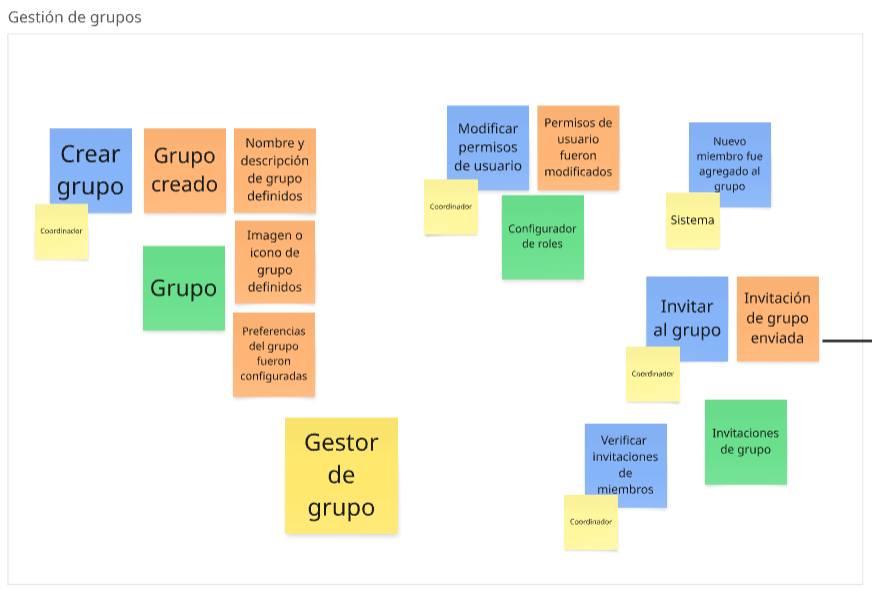 Gestión de grupos
Crear
grupo
Coordinador
Grupo
creado
Nombre y
descripción
de grupo
definidos
Imagen o
icono de
grupo
definidos
Grupo
Preferencias
del grupo
fueron
configuradas
Gestor
de
grupo
Modificar
permisos
de usuario
Coordinador
Permisos de
usuario
fueron
modificados
Configurador
de roles
Nuevo
miembro fue
agregado al
grupo
Sistema
Invitar
al grupo
Coordinador
Invitación
de grupo
enviada
Verificar
invitaciones
de
miembros
Coordinador
Invitaciones
de grupo